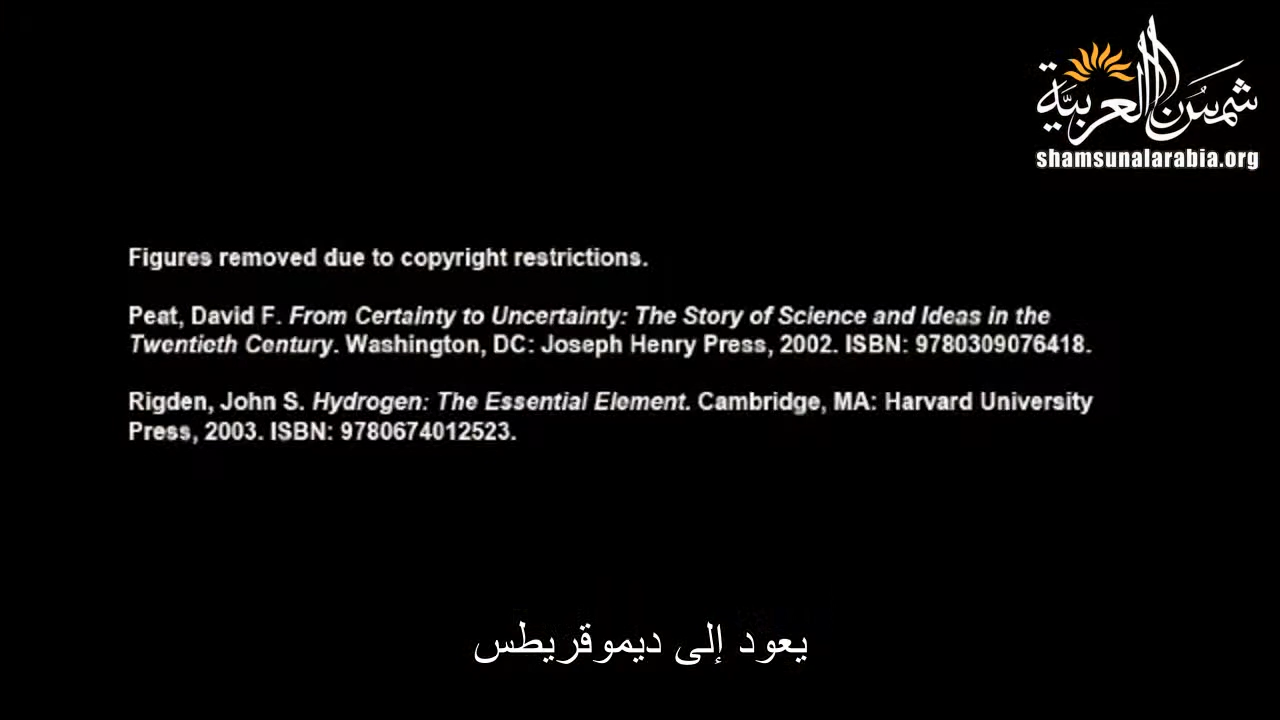 شمسُ العربيّة
shamsunalarabia.org
Figures removed due to copyright restrictions.
Peat, David F. From Certainty to Uncertainty: The Story of Science and Ideas in the
Twentieth Century. Washington, DC: Joseph Henry Press, 2002. ISBN: 9780309076418.
Rigden, John S. Hydrogen: The Essential Element. Cambridge, MA: Harvard University
Press, 2003. ISBN: 9780674012523.
يعود إلى ديموقريطس